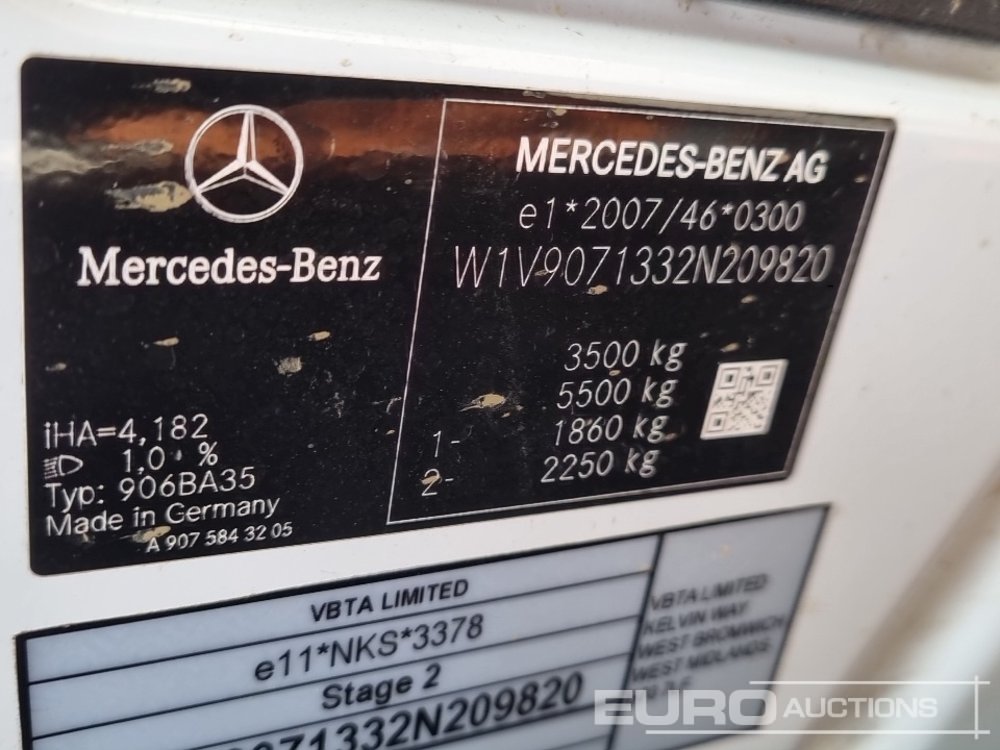 Mercedes-Benz
iHA=4,182
1,0 %
Typ: 906BA35
Made in Germany
A 907 584 32 05
MERCEDES-BENZ AG
e1*2007/46*0300
W1V9071332N209820
3500 kg
5500 kg
1- 1860 kg
2- 2250 kg
VBTA LIMITED
e11*NKS*3378
Stage 2
9071332N209820
VBTA LIMITED
KELVIN WAY
WEST BROMWICH
WEST MIDLANDS
EURO AUCTIONS